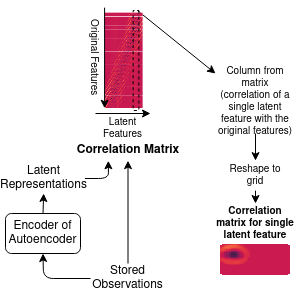 Original Features
Latent
Features
Correlation Matrix
Column from
matrix
(correlation of a
single latent
feature with the
original features)
Reshape to
grid
Correlation
matrix for single
latent feature
Latent
Representations
Encoder of
Autoencoder
Stored
Observations